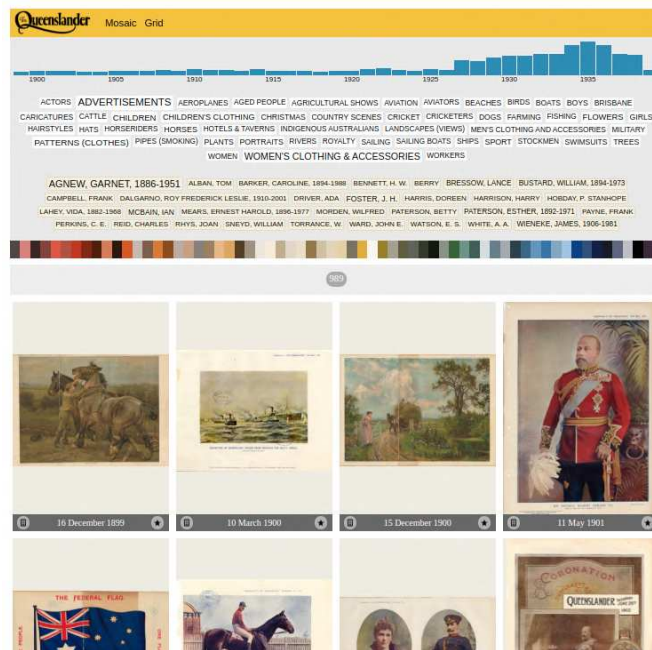 The Queenslander Mosaic Grid
1900 1905 1910 1915 1920 1925 1930 1935
ACTORS ADVERTISEMENTS AEROPLANES AGED PEOPLE AGRICULTURAL SHOWS AVIATION AVIATORS BEACHES BIRDS BOATS BOYS BRISBANE
CARICATURES CATTLE CHILDREN CHILDREN'S CLOTHING CHRISTMAS COUNTRY SCENES CRICKET CRICKETERS DOGS FARMING FISHING FLOWERS GIRLS
HAIRSTYLES HATS HORSERIDERS HORSES HOTELS & TAVERNS INDIGENOUS AUSTRALIANS LANDSCAPES (VIEWS) MEN'S CLOTHING AND ACCESSORIES MILITARY
PATTERNS (CLOTHES) PIPES (SMOKING) PLANTS PORTRAITS RIVERS ROYALTY SAILING SAILING BOATS SHIPS SPORT STOCKMEN SWIMSUITS TREES
WOMEN WOMEN'S CLOTHING & ACCESSORIES WORKERS
AGNEW, GARNET, 1886-1951 ALBAN, TOM BARKER, CAROLINE, 1894-1988 BENNETT, H. W. BERRY BRESSOW, LANCE BUSTARD, WILLIAM, 1894-1973
CAMPBELL, FRANK DALGARNO, ROY FREDERICK LESLIE, 1910-2001 DRIVER, ADA FOSTER, J. H. HARRIS, DOREEN HARRISON, HARRY HOBDAY, P. STANHOPE
LAHEY, VIDA, 1882-1968 MCBAIN, IAN MEARS, ERNEST HAROLD, 1896-1977 MORDEN, WILFRED PATERSON, BETTY PATERSON, ESTHER, 1892-1971 PAYNE, FRANK
PERKINS, C. E. REID, CHARLES RHYS, JOAN SNEYD, WILLIAM TORRANCE, W. WARD, JOHN E. WATSON, E. S. WHITE, A. A. WIENEKE, JAMES, 1906-1981
989
16 December 1899 10 March 1900 15 December 1900 11 May 1901
THE FEDERAL FLAG
PEOPLE
CORONATION
QUEENSLANDER